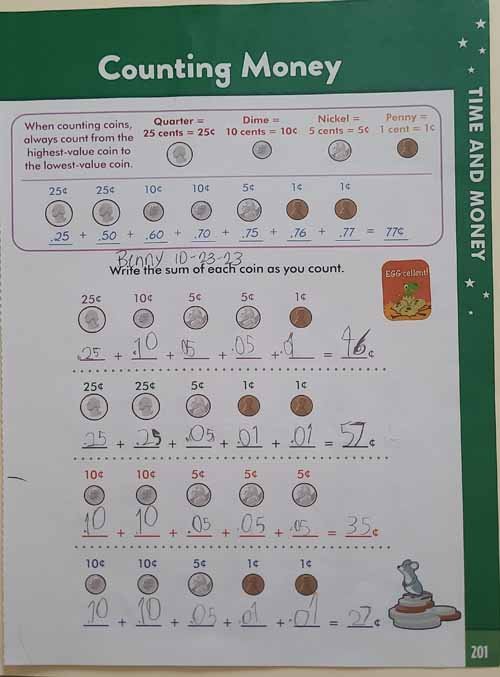 Counting Money
TIME AND MONEY
When counting coins,
always count from the
highest-value coin to
the lowest-value coin.
Quarter =
25 cents = 25¢
Dime =
10 cents = 10¢
Nickel =
5 cents = 5¢
Penny =
1 cent = 1¢
25¢ 25¢ 10¢ 10¢ 5¢ 1¢ 1¢
.25 + .50 + .60 + .70 + .75 + .76 + .77 = 77¢
Benny 10-23-23
Write the sum of each coin as you count.
EGG-cellent!
25¢ 10¢ 5¢ 5¢ 1¢
.25 + .10 + .05 + .05 + .01 = 46¢
25¢ 25¢ 5¢ 1¢ 1¢
.25 + .25 + .05 + .01 + .01 = 57¢
10¢ 10¢ 5¢ 5¢ 5¢
10 + 10 + .05 + .05 + .05 = 35¢
10¢ 10¢ 5¢ 1¢ 1¢
10 + 10 + .05 + .01 + .01 = 27¢
201